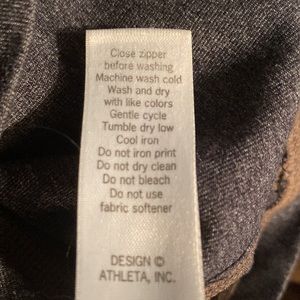 Close zipper
before washing
Machine wash cold
Wash and dry
with like colors
Gentle cycle
Tumble dry low
Cool iron
Do not iron print
Do not dry clean
Do not bleach
Do not use
fabric softener
DESIGN ©
ATHLETA, INC.